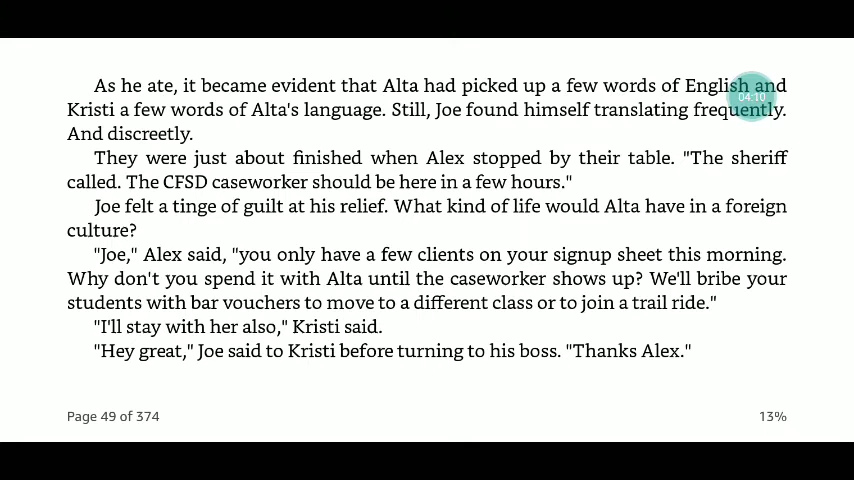 As he ate, it became evident that Alta had picked up a few words of English and
Kristi a few words of Alta's language. Still, Joe found himself translating frequently.
And discreetly.
They were just about finished when Alex stopped by their table. "The sheriff
called. The CFSD caseworker should be here in a few hours."
Joe felt a tinge of guilt at his relief. What kind of life would Alta have in a foreign
culture?
"Joe," Alex said, "you only have a few clients on your signup sheet this morning.
Why don't you spend it with Alta until the caseworker shows up? We'll bribe your
students with bar vouchers to move to a different class or to join a trail ride."
"I'll stay with her also," Kristi said.
"Hey great," Joe said to Kristi before turning to his boss. "Thanks Alex."
Page 49 of 374
13%
04:10